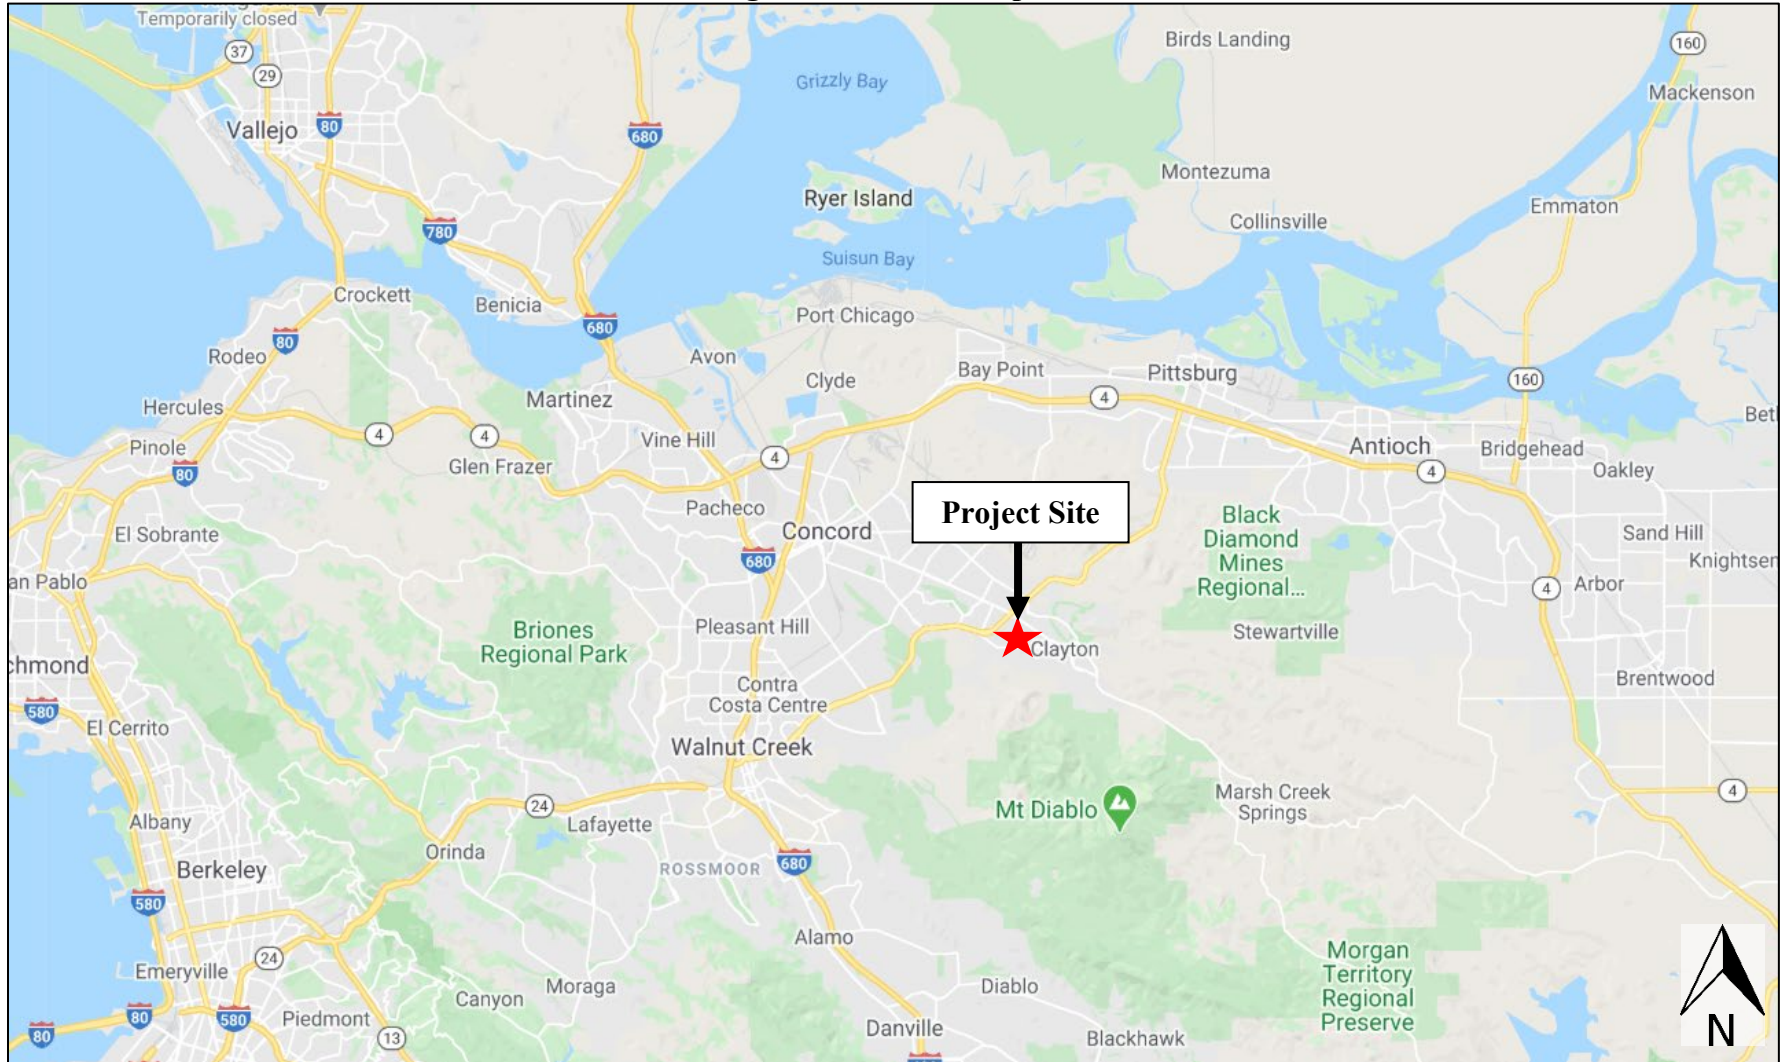 Temporarily closed
37
29
Vallejo
80
680
780
Grizzly Bay
Birds Landing
160
Mackenson
Ryer Island
Montezuma
Collinsville
Emmaton
Suisun Bay
Crockett
Benicia
680
Port Chicago
80
Rodeo
Avon
Clyde
Bay Point
Pittsburg
160
Martinez
4
Hercules
4
4
Vine Hill
4
Antioch
Bridgehead
Pinole
80
Glen Frazer
4
Oakley
Pacheco
Project Site
Black
Diamond
Mines
Regional...
El Sobrante
Concord
680
Sand Hill
4
Arbor
Briones
Regional Park
Pleasant Hill
Clayton
Stewartville
580
El Cerrito
Contra
Costa Centre
Brentwood
Walnut Creek
24
Lafayette
Mt Diablo
Marsh Creek
Springs
4
Albany
Orinda
Berkeley
ROSSMOOR
680
580
Alamo
24
Emeryville
Morgan
Territory
Regional
Preserve
Canyon
Moraga
Diablo
80
80
580
Piedmont
13
Danville
Blackhawk
N